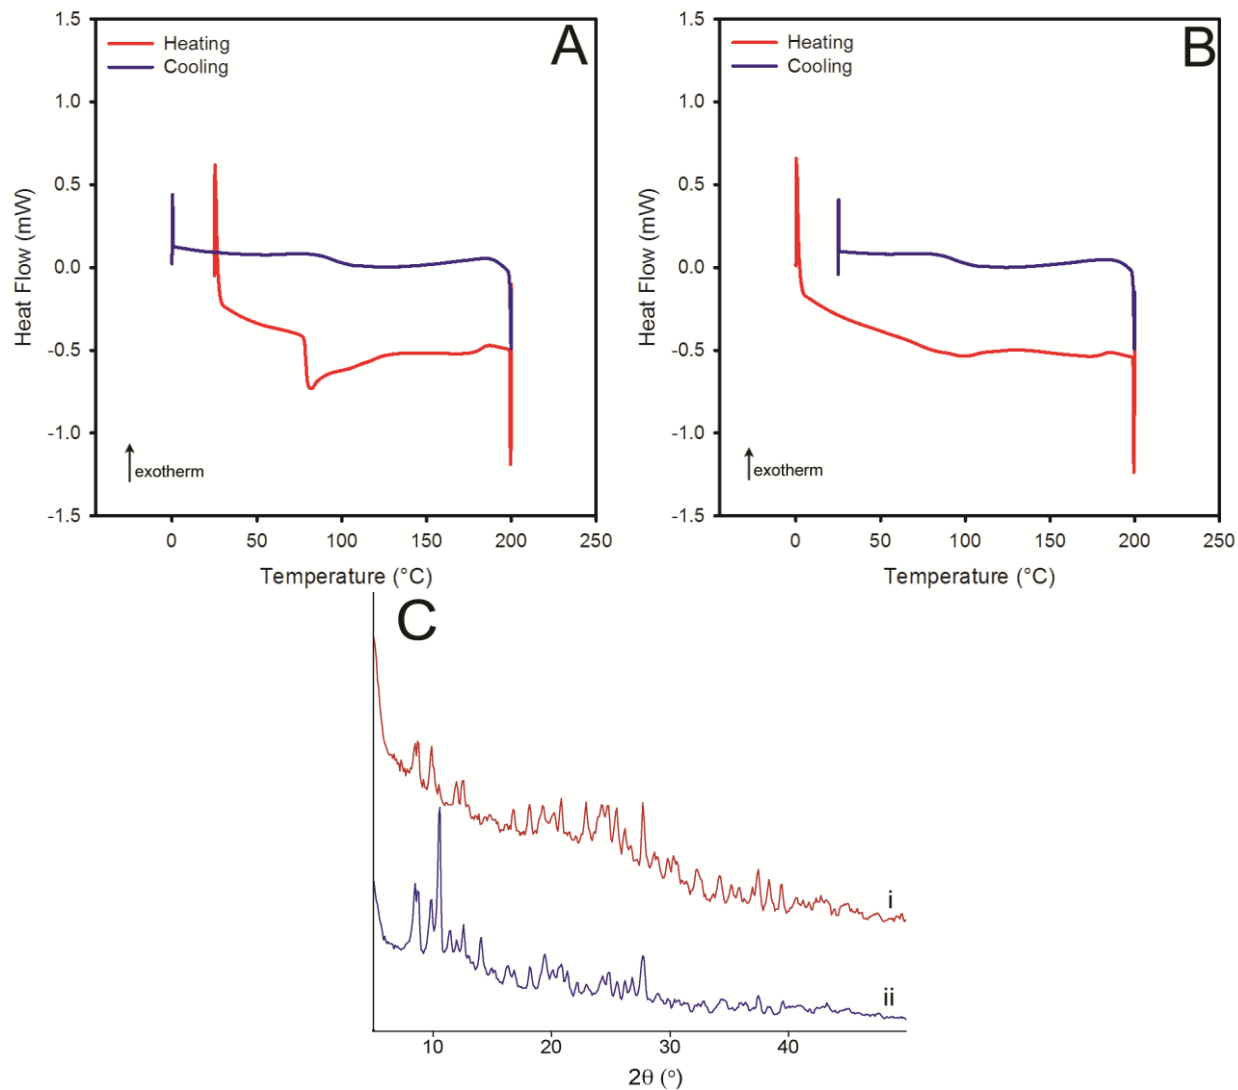 A
Heating
Cooling
1.5
1.0
0.5
0.0
-0.5
-1.0
-1.5
Heat Flow (mW)
exotherm
0
50
100
150
200
250
Temperature (°C)
B
Heating
Cooling
1.5
1.0
0.5
0.0
-0.5
-1.0
-1.5
Heat Flow (mW)
exotherm
0
50
100
150
200
250
Temperature (°C)
C
i
ii
10
20
30
40
2θ (°)